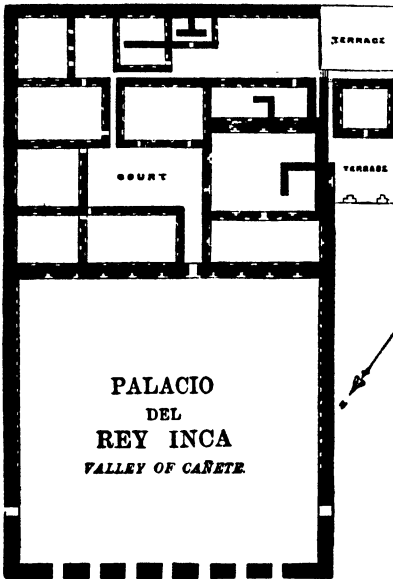 TERRACE
TERRACE
COURT
PALACIO
DEL
REY INCA
VALLEY OF CAÑETE.